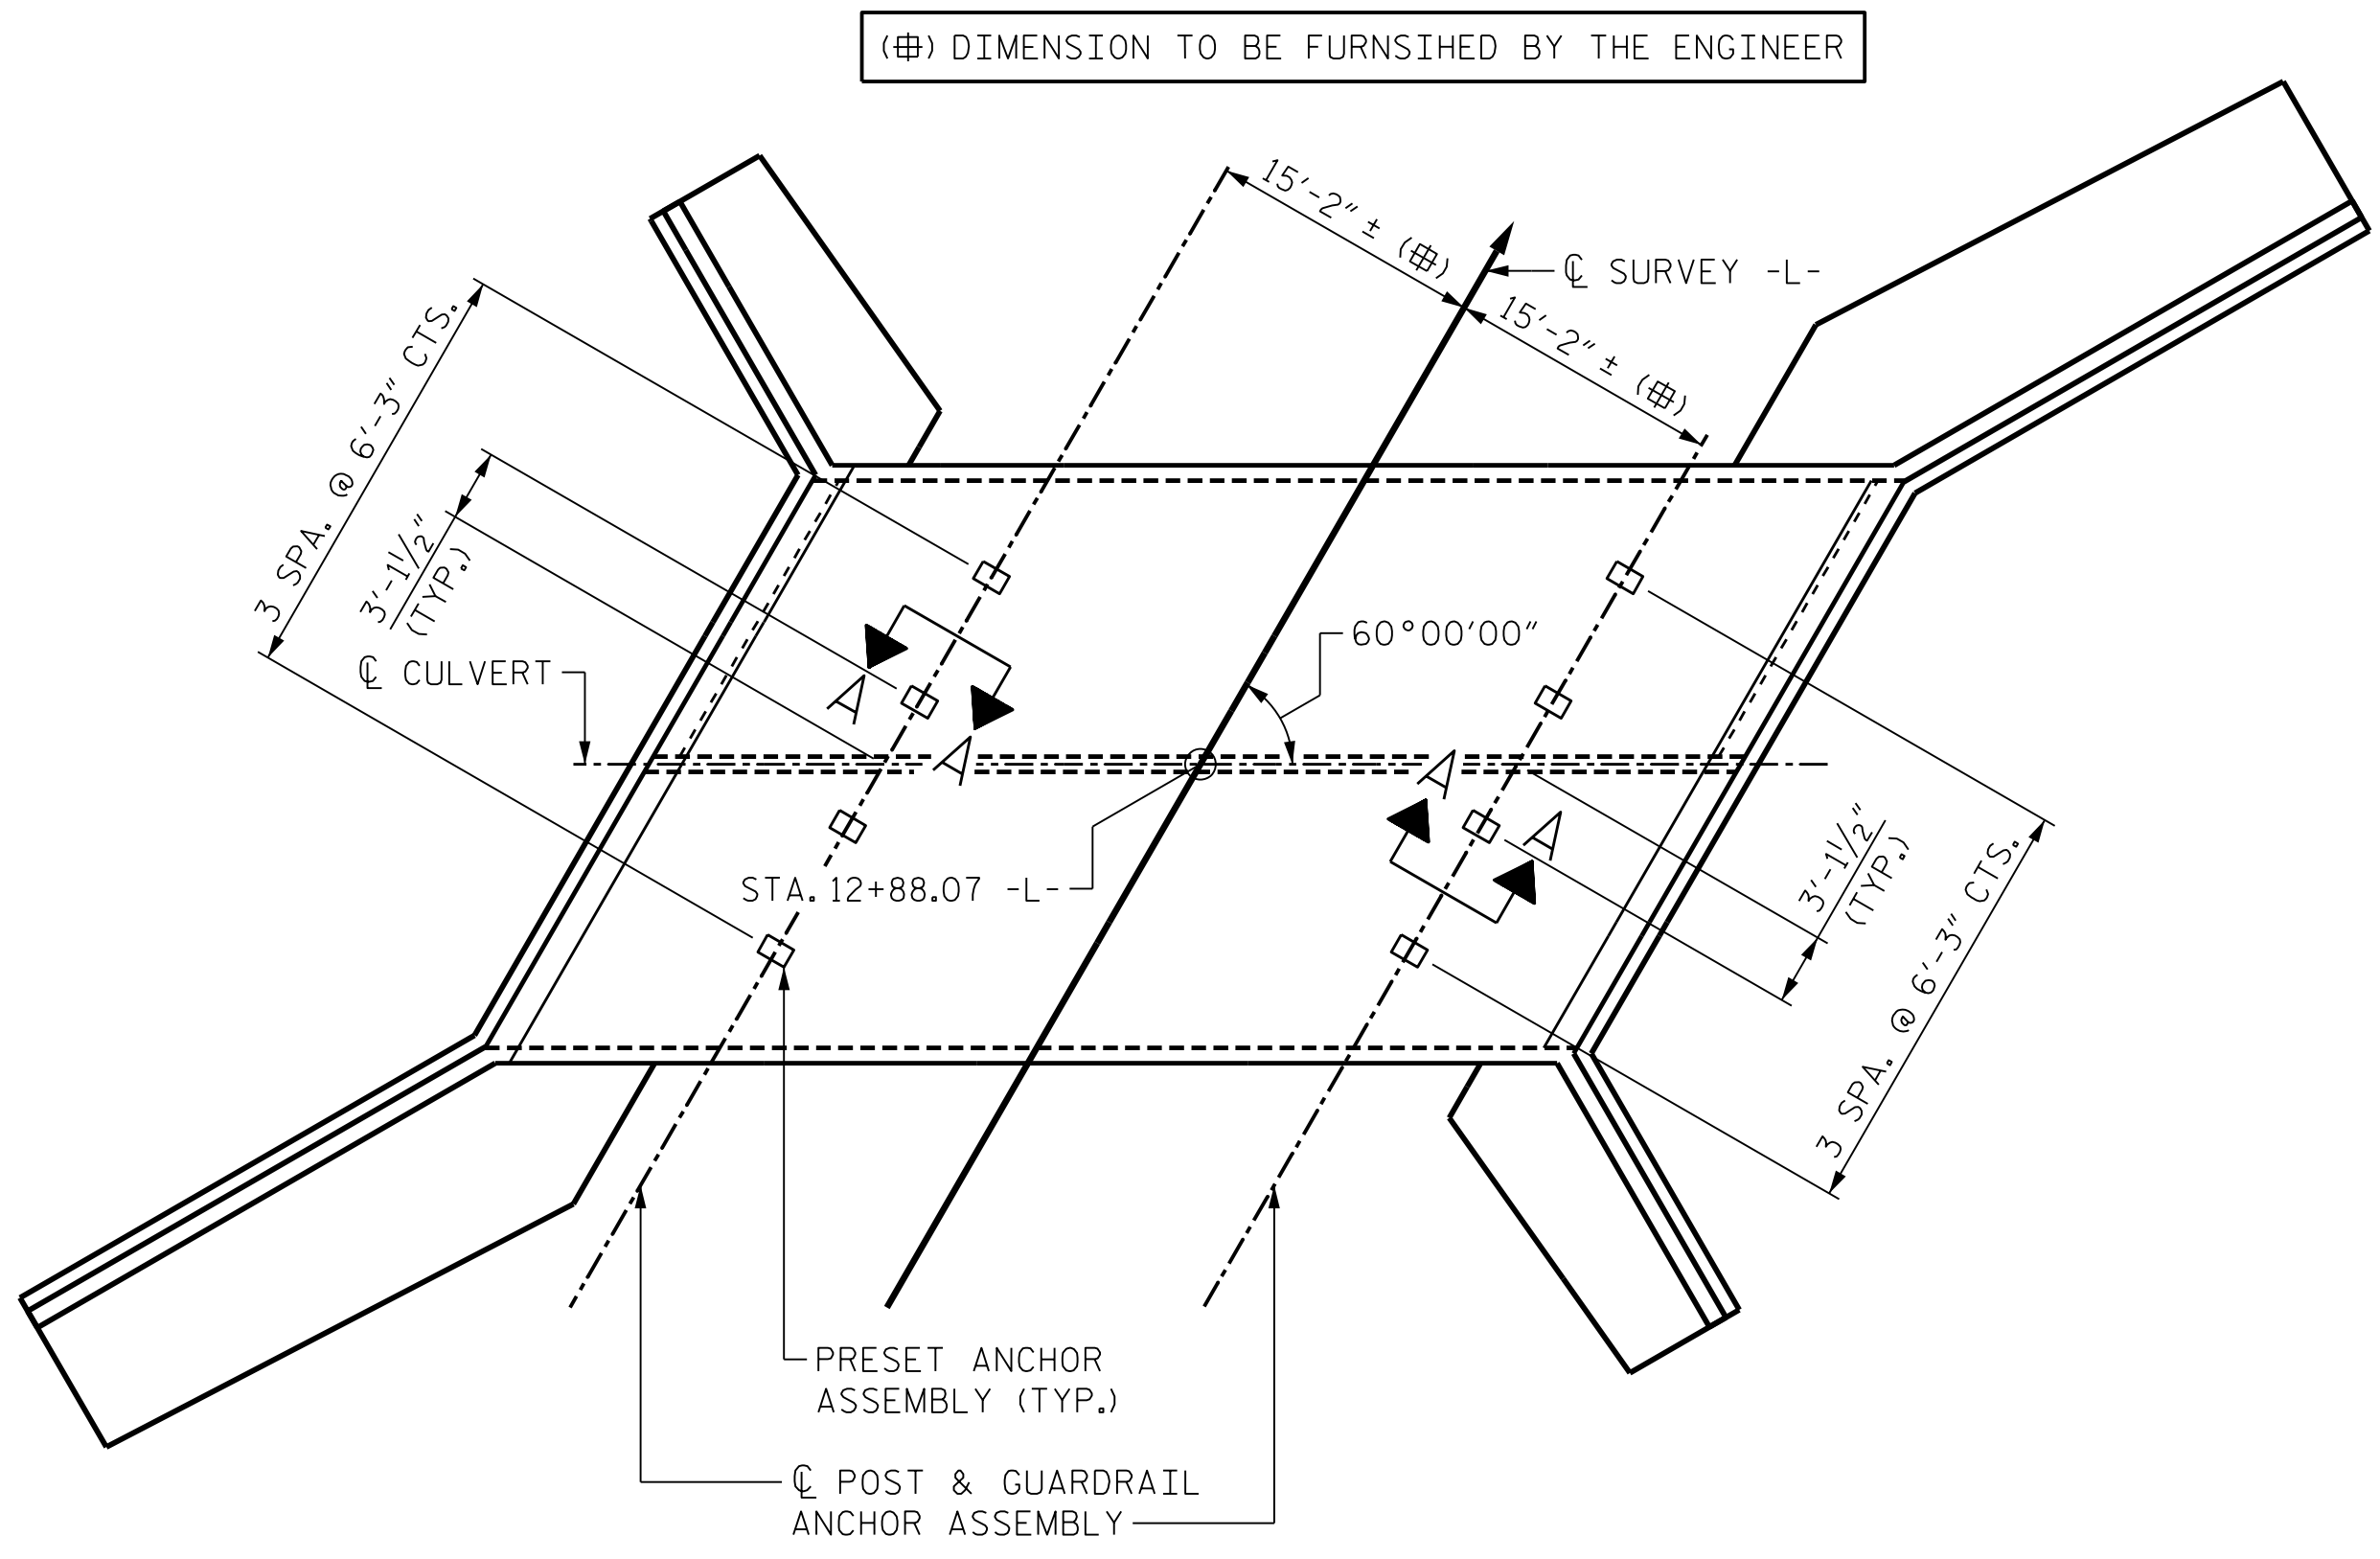 (⌗) DIMENSION TO BE FURNSIHED BY THE ENGINEER
15'-2"± (⌗)
℄ SURVEY -L-
15'-2"± (⌗)
3 SPA. @ 6'-3" CTS.
3'-1½"
(TYP.)
℄ CULVERT
60°00'00"
A
A
A
A
STA. 12+88.07 -L-
3'-1½"
(TYP.)
3 SPA. @ 6'-3" CTS.
PRESET ANCHOR
ASSEMBLY (TYP.)
℄ POST & GUARDRAIL
ANCHOR ASSEMBLY